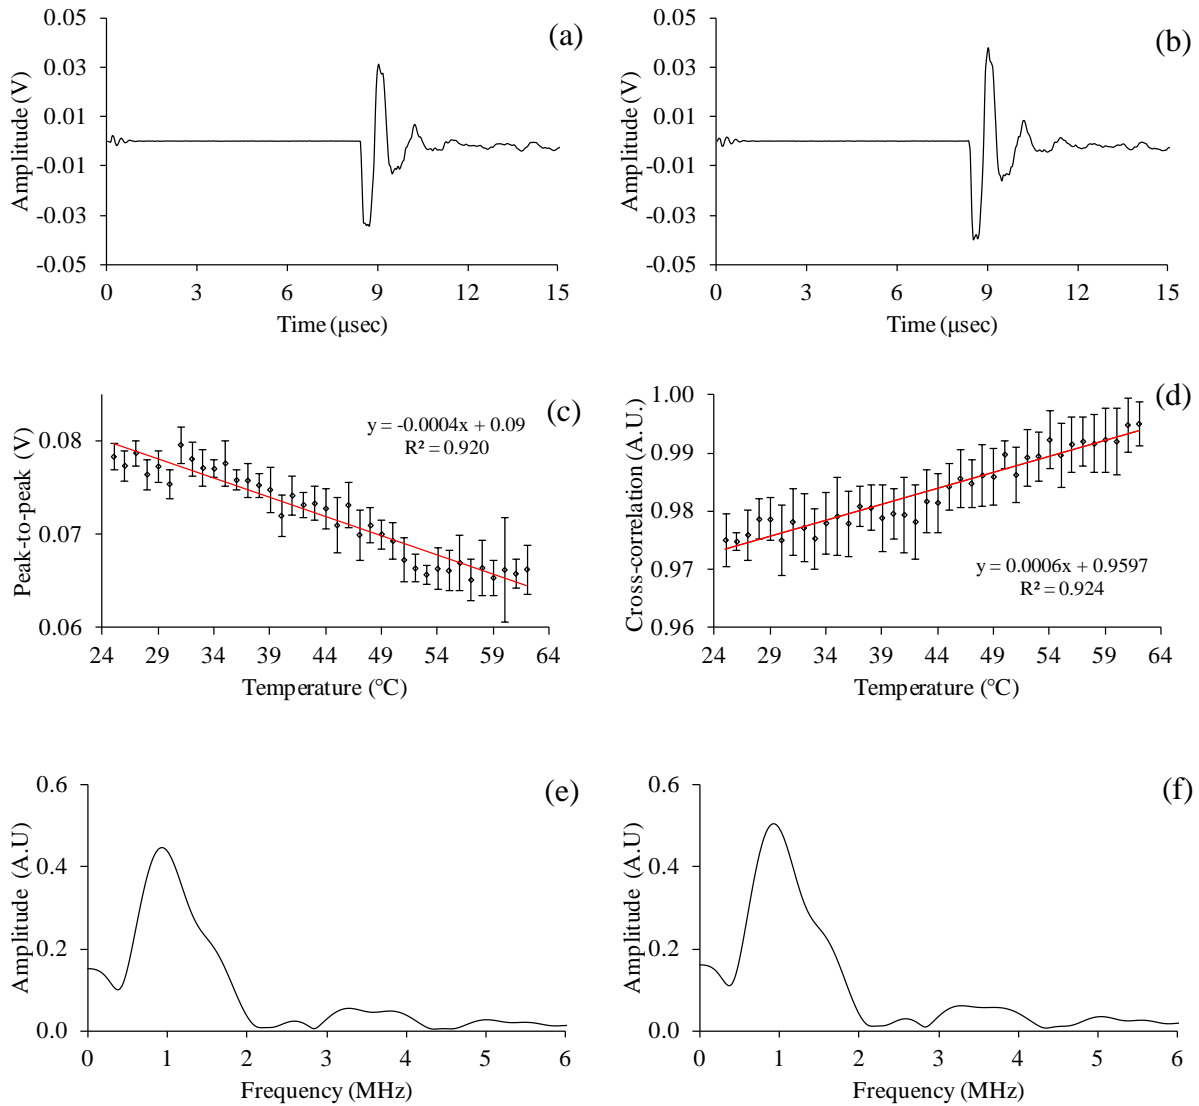 (a)
0.05
0.03
0.01
-0.01
-0.03
-0.05
Amplitude (V)
0 3 6 9 12 15
Time (μsec)
(b)
0.05
0.03
0.01
-0.01
-0.03
-0.05
Amplitude (V)
0 3 6 9 12 15
Time (μsec)
(c)
y = -0.0004x + 0.09
R² = 0.920
0.08
0.07
0.06
Peak-to-peak (V)
24 29 34 39 44 49 54 59 64
Temperature (°C)
(d)
1.00
0.99
0.98
0.97
0.96
Cross-correlation (A.U.)
y = 0.0006x + 0.9597
R² = 0.924
24 29 34 39 44 49 54 59 64
Temperature (°C)
(e)
0.6
0.4
0.2
0.0
Amplitude (A.U)
0 1 2 3 4 5 6
Frequency (MHz)
(f)
0.6
0.4
0.2
0.0
Amplitude (A.U)
0 1 2 3 4 5 6
Frequency (MHz)